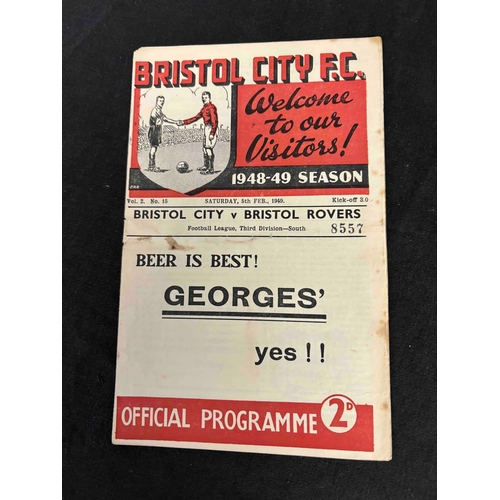 BRISTOL CITY F.C.
Welcome
to our
Visitors!
1948-49 SEASON
Vol. 2. No. 15 SATURDAY, 5th FEB., 1949. Kick-off 3.0
BRISTOL CITY v BRISTOL ROVERS
Football League, Third Division—South 8557
BEER IS BEST!
GEORGES'
yes!!
OFFICIAL PROGRAMME 2D